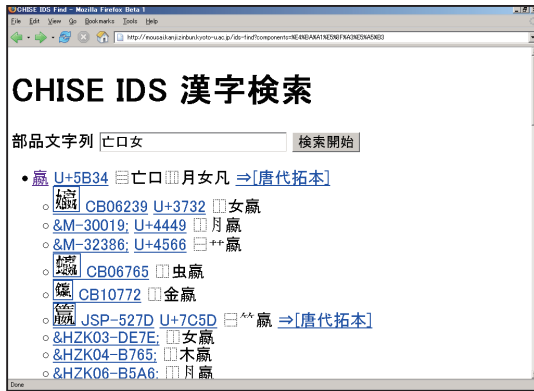 CHISE IDS Find - Mozilla Firefox Beta 1
File Edit View Go Bookmarks Tools Help
http://mousai.kanji.zinbun.kyoto-u.ac.jp/ids-find?components=%E4%BA%A1%E5%8F%A3%E5%A5%B3
CHISE IDS 漢字検索
部品文字列 亡口女 検索開始
嬴 U+5B34 ⿳亡口⿲月女凡 ⇒[唐代拓本]
CB06239 U+3732 ⿰女嬴
&M-30019; U+4449 ⿰月嬴
&M-32386; U+4566 ⿱艹嬴
CB06765 ⿰虫嬴
CB10772 ⿰金嬴
JSP-527D U+7C5D ⿱𥫗嬴 ⇒[唐代拓本]
&HZK03-DE7E; ⿰女嬴
&HZK04-B765; ⿰木嬴
&HZK06-B5A6; ⿰月嬴
Done